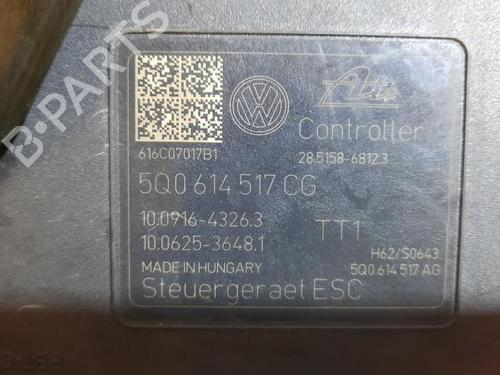 B·PARTS
Ate
616C07017B1
Controller
28.5158-6812.3
5Q0 614 517 CG
10.0916-4326.3
TT1
10.0625-3648.1
H62/S0643
MADE IN HUNGARY
5Q0 614 517 AG
Steuergeraet ESC